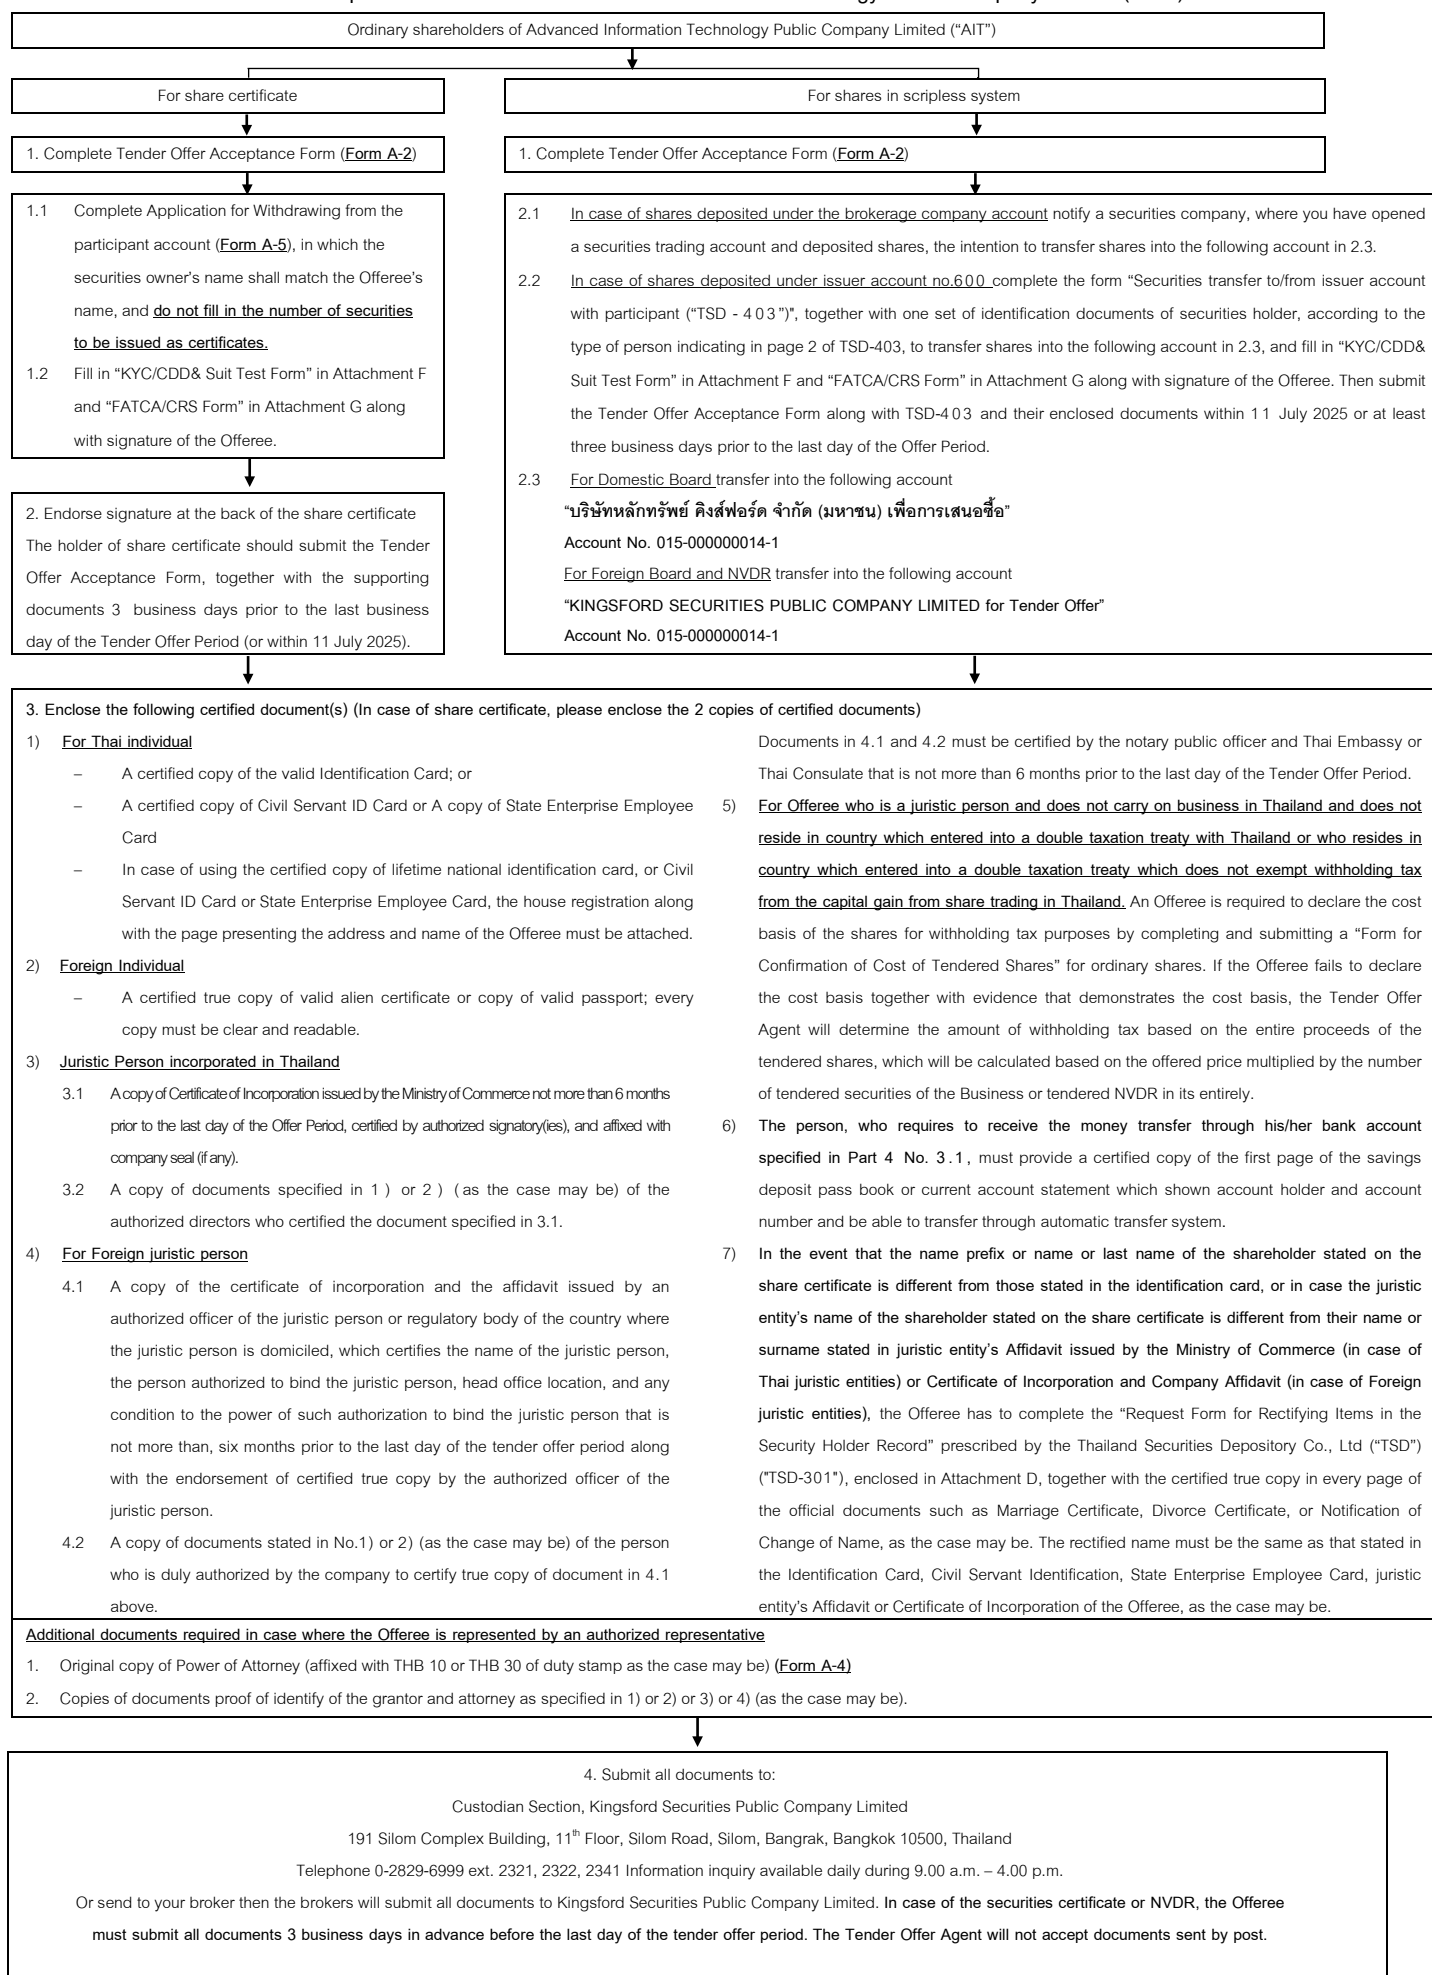 Ordinary shareholders of Advanced Information Technology Public Company Limited (“AIT”)
For share certificate
1. Complete Tender Offer Acceptance Form (Form A-2)
1.1 Complete Application for Withdrawing from the
participant account (Form A-5), in which the
securities owner’s name shall match the Offeree’s
name, and do not fill in the number of securities
to be issued as certificates.
1.2 Fill in “KYC/CDD& Suit Test Form” in Attachment F
and “FATCA/CRS Form” in Attachment G along
with signature of the Offeree.
2. Endorse signature at the back of the share certificate
The holder of share certificate should submit the Tender
Offer Acceptance Form, together with the supporting
documents 3 business days prior to the last business
day of the Tender Offer Period (or within 11 July 2025).
For shares in scripless system
1. Complete Tender Offer Acceptance Form (Form A-2)
2.1 In case of shares deposited under the brokerage company account notify a securities company, where you have opened
a securities trading account and deposited shares, the intention to transfer shares into the following account in 2.3.
2.2 In case of shares deposited under issuer account no.600 complete the form “Securities transfer to/from issuer account
with participant (“TSD - 403”)", together with one set of identification documents of securities holder, according to the
type of person indicating in page 2 of TSD-403, to transfer shares into the following account in 2.3, and fill in “KYC/CDD&
Suit Test Form” in Attachment F and “FATCA/CRS Form” in Attachment G along with signature of the Offeree. Then submit
the Tender Offer Acceptance Form along with TSD-403 and their enclosed documents within 11 July 2025 or at least
three business days prior to the last day of the Offer Period.
2.3 For Domestic Board transfer into the following account
“บริษัทหลักทรัพย์ คิงส์ฟอร์ด จำกัด (มหาชน) เพื่อการเสนอซื้อ”
Account No. 015-000000014-1
For Foreign Board and NVDR transfer into the following account
“KINGSFORD SECURITIES PUBLIC COMPANY LIMITED for Tender Offer”
Account No. 015-000000014-1
3. Enclose the following certified document(s) (In case of share certificate, please enclose the 2 copies of certified documents)
1) For Thai individual
– A certified copy of the valid Identification Card; or
– A certified copy of Civil Servant ID Card or A copy of State Enterprise Employee
Card
– In case of using the certified copy of lifetime national identification card, or Civil
Servant ID Card or State Enterprise Employee Card, the house registration along
with the page presenting the address and name of the Offeree must be attached.
2) Foreign Individual
– A certified true copy of valid alien certificate or copy of valid passport; every
copy must be clear and readable.
3) Juristic Person incorporated in Thailand
3.1 A copy of Certificate of Incorporation issued by the Ministry of Commerce not more than 6 months
prior to the last day of the Offer Period, certified by authorized signatory(ies), and affixed with
company seal (if any).
3.2 A copy of documents specified in 1 ) or 2 ) ( as the case may be) of the
authorized directors who certified the document specified in 3.1.
4) For Foreign juristic person
4.1 A copy of the certificate of incorporation and the affidavit issued by an
authorized officer of the juristic person or regulatory body of the country where
the juristic person is domiciled, which certifies the name of the juristic person,
the person authorized to bind the juristic person, head office location, and any
condition to the power of such authorization to bind the juristic person that is
not more than, six months prior to the last day of the tender offer period along
with the endorsement of certified true copy by the authorized officer of the
juristic person.
4.2 A copy of documents stated in No.1) or 2) (as the case may be) of the person
who is duly authorized by the company to certify true copy of document in 4.1
above.
Documents in 4.1 and 4.2 must be certified by the notary public officer and Thai Embassy or
Thai Consulate that is not more than 6 months prior to the last day of the Tender Offer Period.
5) For Offeree who is a juristic person and does not carry on business in Thailand and does not
reside in country which entered into a double taxation treaty with Thailand or who resides in
country which entered into a double taxation treaty which does not exempt withholding tax
from the capital gain from share trading in Thailand. An Offeree is required to declare the cost
basis of the shares for withholding tax purposes by completing and submitting a “Form for
Confirmation of Cost of Tendered Shares” for ordinary shares. If the Offeree fails to declare
the cost basis together with evidence that demonstrates the cost basis, the Tender Offer
Agent will determine the amount of withholding tax based on the entire proceeds of the
tendered shares, which will be calculated based on the offered price multiplied by the number
of tendered securities of the Business or tendered NVDR in its entirely.
6) The person, who requires to receive the money transfer through his/her bank account
specified in Part 4 No. 3.1, must provide a certified copy of the first page of the savings
deposit pass book or current account statement which shown account holder and account
number and be able to transfer through automatic transfer system.
7) In the event that the name prefix or name or last name of the shareholder stated on the
share certificate is different from those stated in the identification card, or in case the juristic
entity’s name of the shareholder stated on the share certificate is different from their name or
surname stated in juristic entity’s Affidavit issued by the Ministry of Commerce (in case of
Thai juristic entities) or Certificate of Incorporation and Company Affidavit (in case of Foreign
juristic entities), the Offeree has to complete the “Request Form for Rectifying Items in the
Security Holder Record” prescribed by the Thailand Securities Depository Co., Ltd (“TSD”)
("TSD-301"), enclosed in Attachment D, together with the certified true copy in every page of
the official documents such as Marriage Certificate, Divorce Certificate, or Notification of
Change of Name, as the case may be. The rectified name must be the same as that stated in
the Identification Card, Civil Servant Identification, State Enterprise Employee Card, juristic
entity’s Affidavit or Certificate of Incorporation of the Offeree, as the case may be.
Additional documents required in case where the Offeree is represented by an authorized representative
1. Original copy of Power of Attorney (affixed with THB 10 or THB 30 of duty stamp as the case may be) (Form A-4)
2. Copies of documents proof of identify of the grantor and attorney as specified in 1) or 2) or 3) or 4) (as the case may be).
4. Submit all documents to:
Custodian Section, Kingsford Securities Public Company Limited
191 Silom Complex Building, 11th Floor, Silom Road, Silom, Bangrak, Bangkok 10500, Thailand
Telephone 0-2829-6999 ext. 2321, 2322, 2341 Information inquiry available daily during 9.00 a.m. – 4.00 p.m.
Or send to your broker then the brokers will submit all documents to Kingsford Securities Public Company Limited. In case of the securities certificate or NVDR, the Offeree
must submit all documents 3 business days in advance before the last day of the tender offer period. The Tender Offer Agent will not accept documents sent by post.